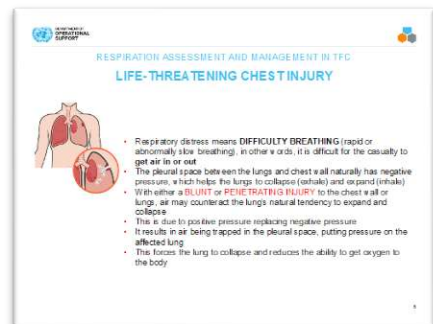 DEPARTMENT OF
OPERATIONAL
SUPPORT
RESPIRATION ASSESSMENT AND MANAGEMENT IN TFC
LIFE-THREATENING CHEST INJURY
• Respiratory distress means DIFFICULTY BREATHING (rapid or
abnormally slow breathing), in other words, it is difficult for the casualty to
get air in or out
• The pleural space between the lungs and chest wall naturally has negative
pressure, which helps the lungs to collapse (exhale) and expand (inhale)
• With either a BLUNT or PENETRATING INJURY to the chest wall or
lungs, air may counteract the lung's natural tendency to expand and
collapse
• This is due to positive pressure replacing negative pressure
• It results in air being trapped in the pleural space, putting pressure on the
affected lung
• This forces the lung to collapse and reduces the ability to get oxygen to
the body